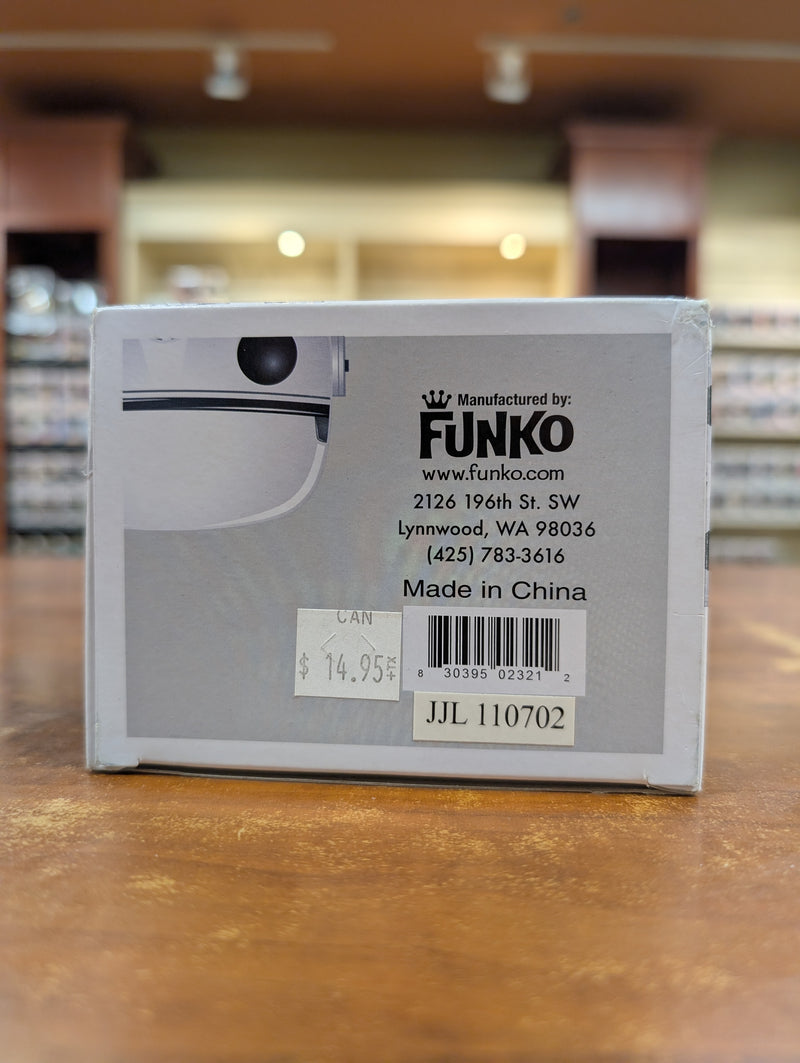 Manufactured by:
FUNKO
www.funko.com
2126 196th St. SW
Lynnwood, WA 98036
(425) 783-3616
Made in China
CAN
$ 14.95+TX
8 30395 02321 2
JJL 110702